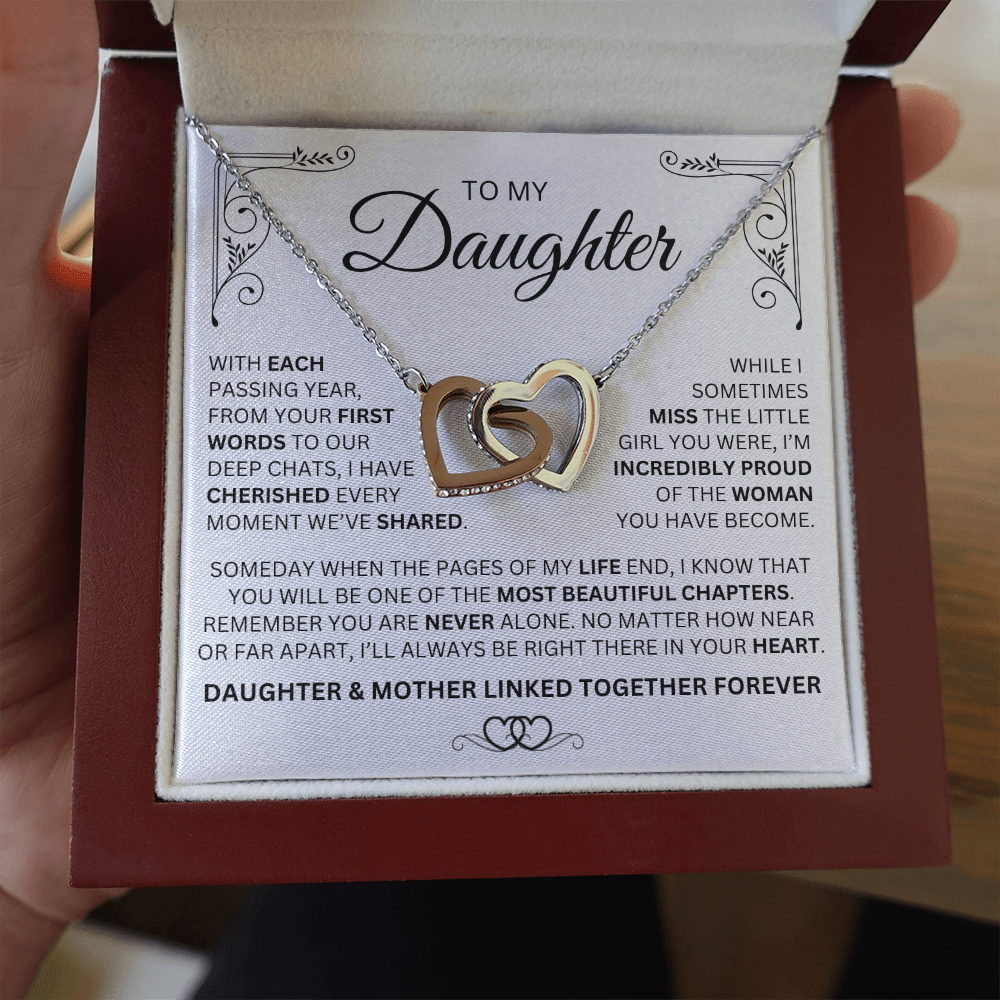 TO MY
Daughter
WITH EACH
PASSING YEAR,
FROM YOUR FIRST
WORDS TO OUR
DEEP CHATS, I HAVE
CHERISHED EVERY
MOMENT WE’VE SHARED.
WHILE I
SOMETIMES
MISS THE LITTLE
GIRL YOU WERE, I’M
INCREDIBLY PROUD
OF THE WOMAN
YOU HAVE BECOME.
SOMEDAY WHEN THE PAGES OF MY LIFE END, I KNOW THAT
YOU WILL BE ONE OF THE MOST BEAUTIFUL CHAPTERS.
REMEMBER YOU ARE NEVER ALONE. NO MATTER HOW NEAR
OR FAR APART, I’LL ALWAYS BE RIGHT THERE IN YOUR HEART.
DAUGHTER & MOTHER LINKED TOGETHER FOREVER